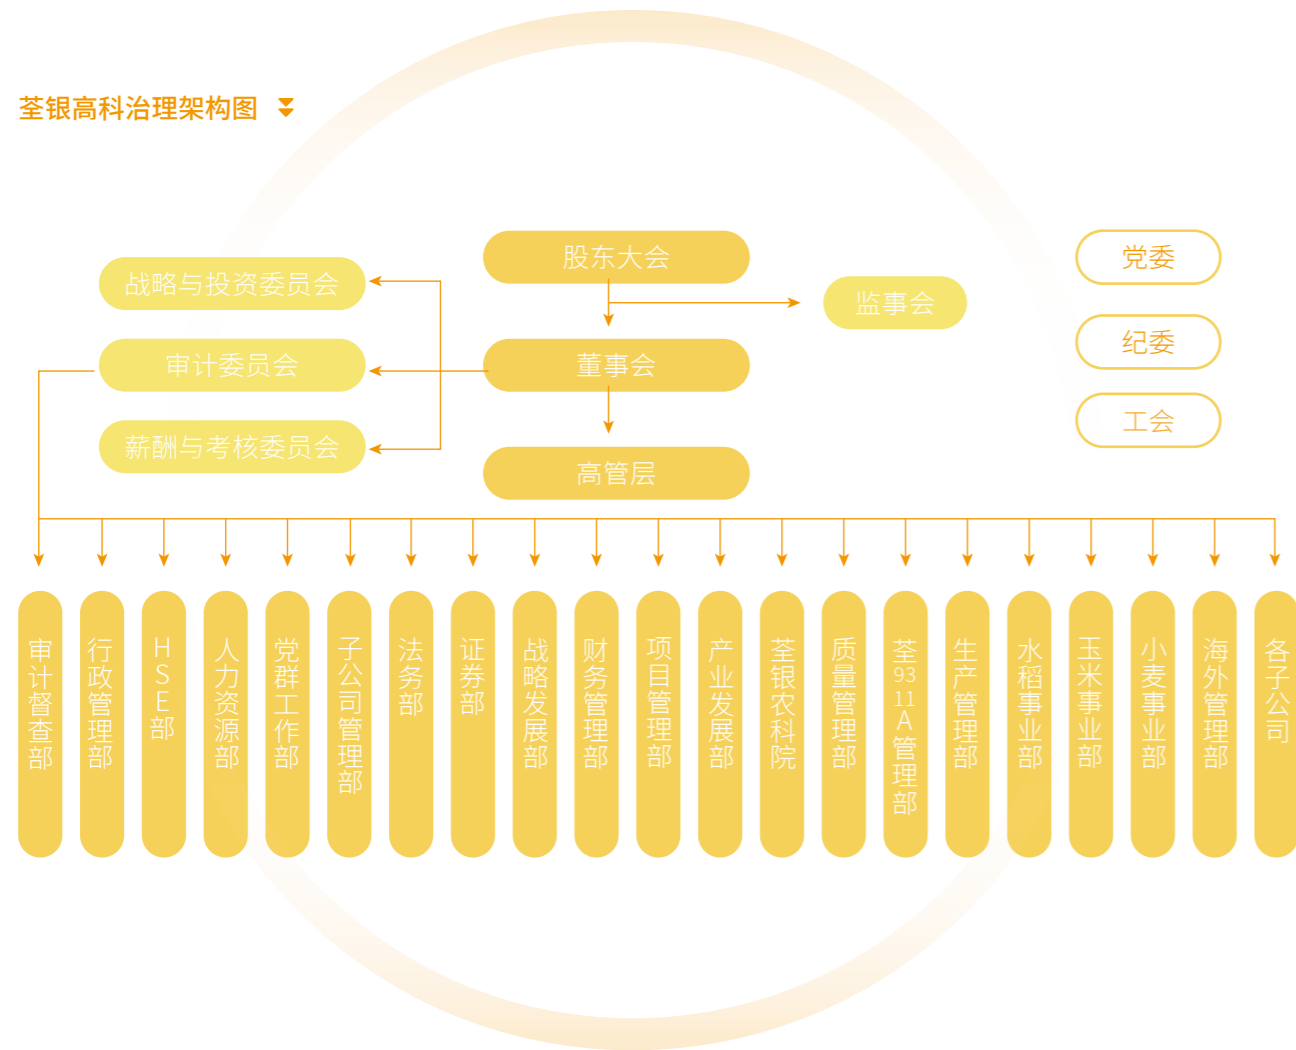 荃银高科治理架构图
股东大会
党委
战略与投资委员会
监事会
纪委
审计委员会
董事会
工会
薪酬与考核委员会
高管层
审计督查部
行政管理部
HSE部
人力资源部
党群工作部
子公司管理部
法务部
证券部
战略发展部
财务管理部
项目管理部
产业发展部
荃银农科院
质量管理部
荃9311A管理部
生产管理部
水稻事业部
玉米事业部
小麦事业部
海外管理部
各子公司